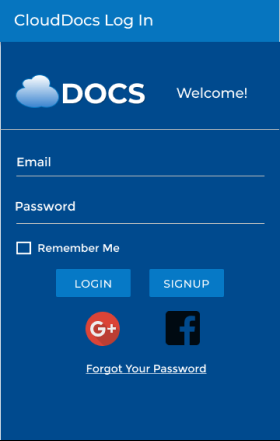 CloudDocs Log In
DOCS Welcome!
Email
Password
Remember Me
LOGIN SIGNUP
G+ f
Forgot Your Password